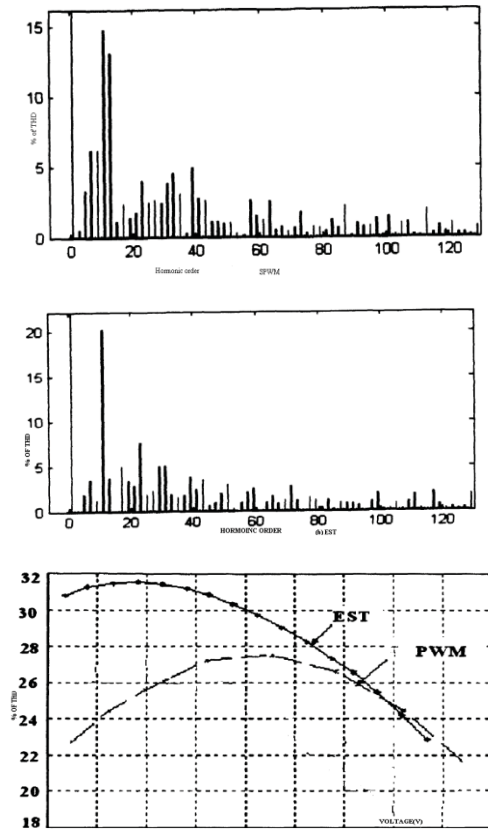 15
10
5
0
% of THD
0 20 40 60 80 100 120
Hormonic order SPWM
20
15
10
5
0
% OF THD
0 20 40 60 80 100 120
HORMOINC ORDER (b) EST
32
30
28
26
24
22
20
18
% OF THD
EST
PWM
VOLTAGE(V)